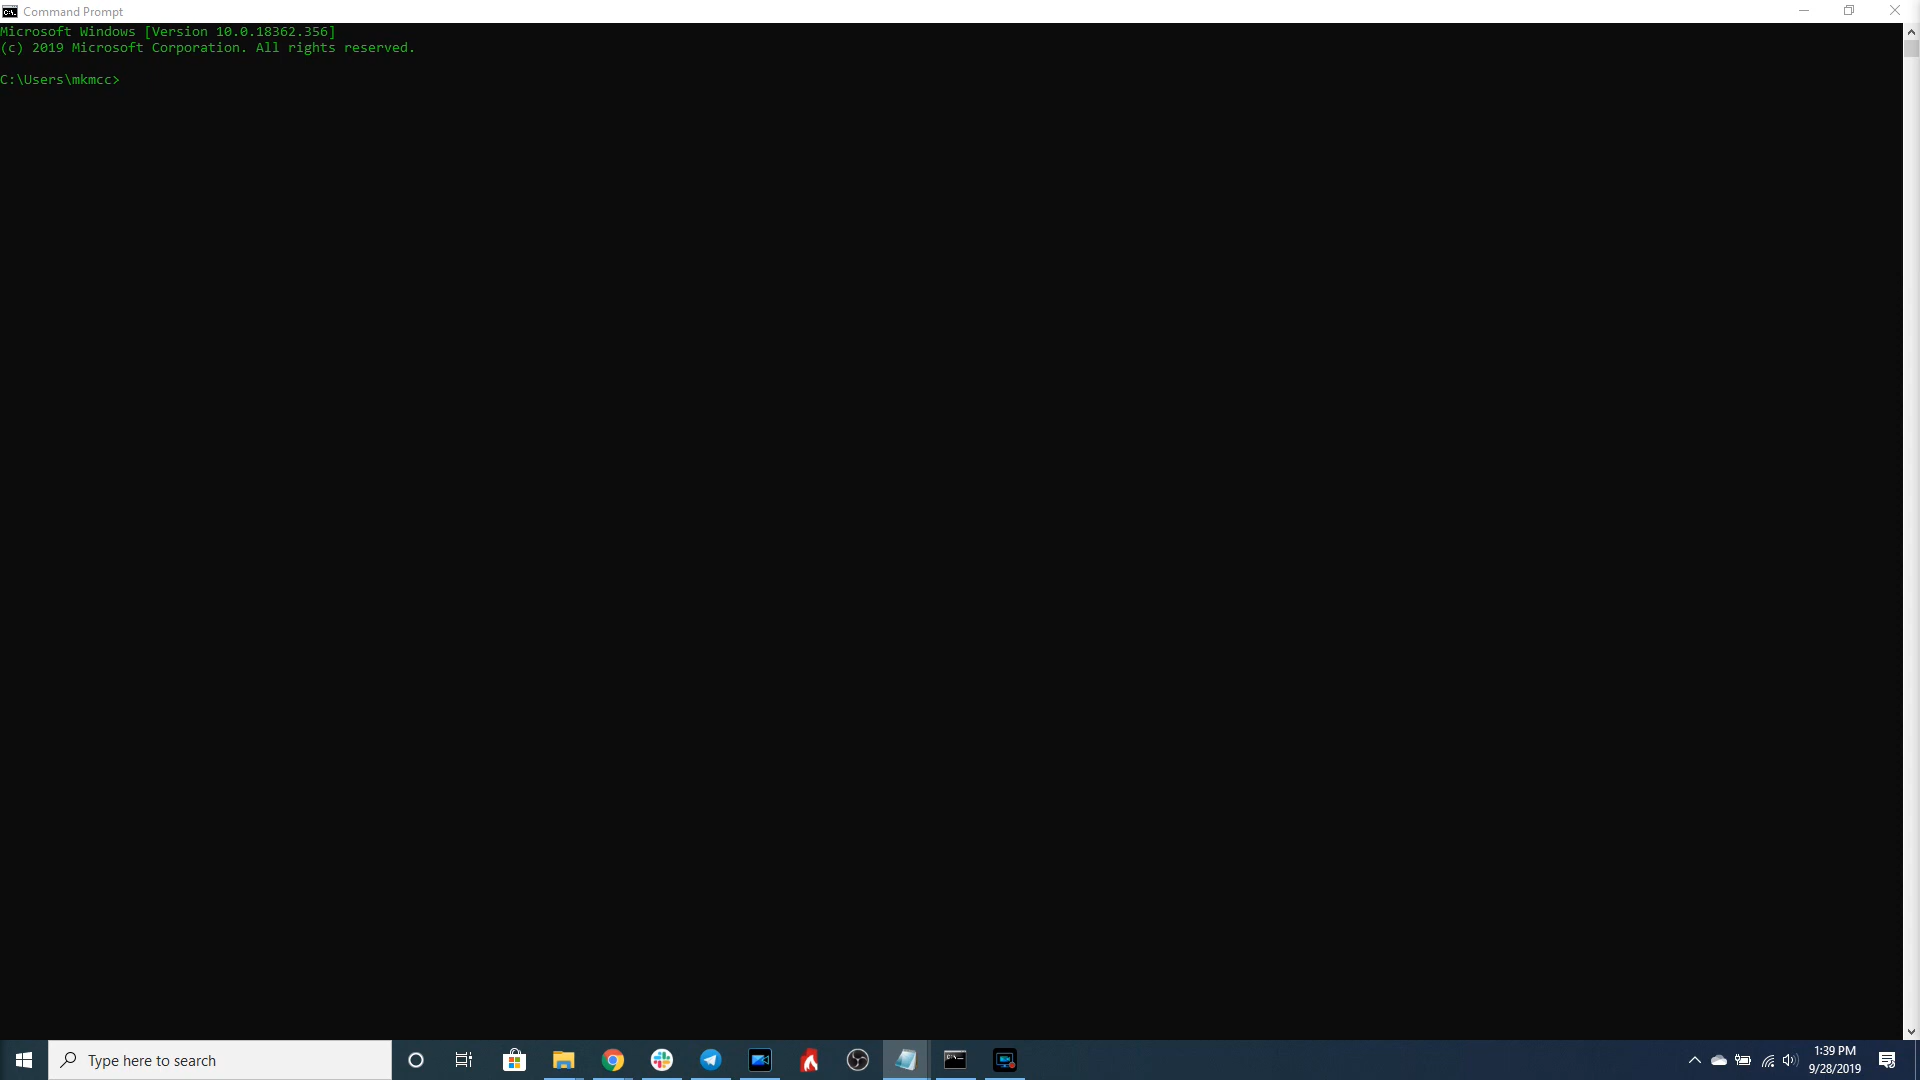 Command Prompt
Microsoft Windows [Version 10.0.18362.356]
(c) 2019 Microsoft Corporation. All rights reserved.
C:\Users\mkmcc>
Type here to search
1:39 PM
9/28/2019